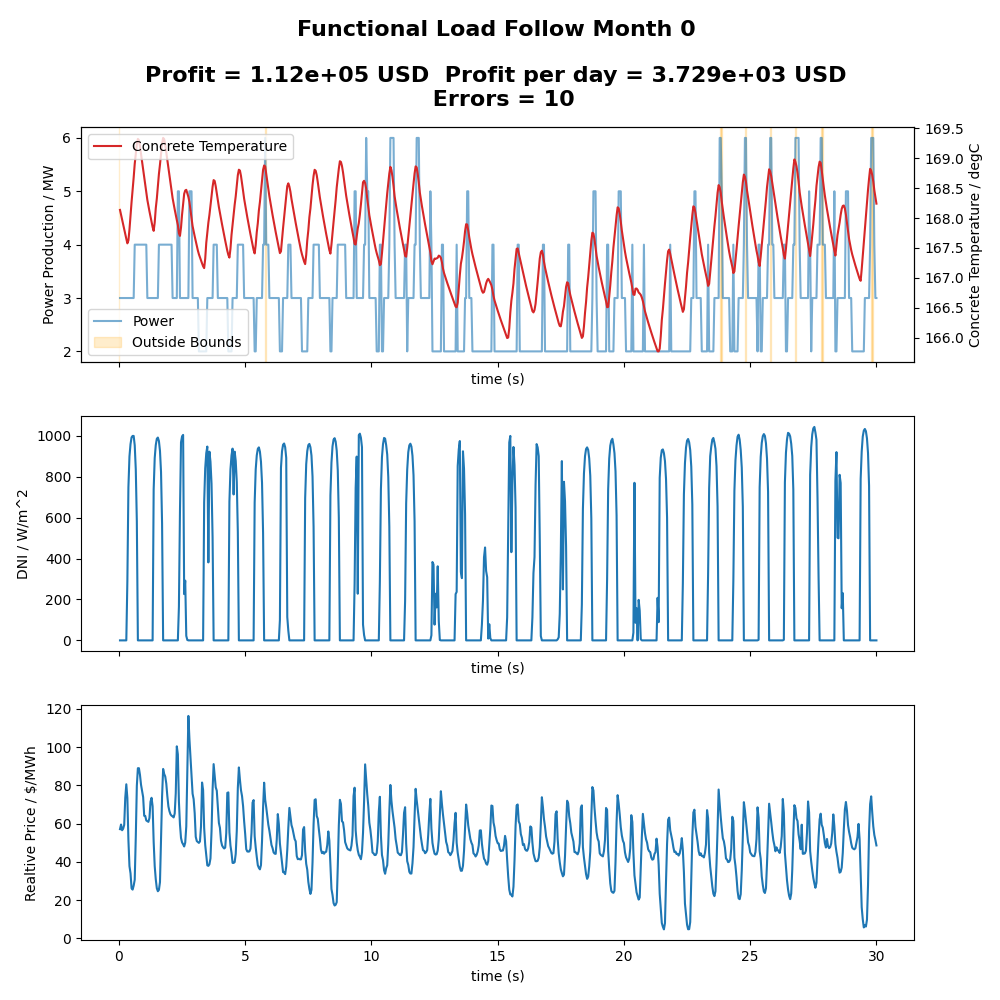 Functional Load Follow Month 0
Profit = 1.12e+05 USD  Profit per day = 3.729e+03 USD
Errors = 10
Power Production / MW
6
5
4
3
2
Concrete Temperature
Power
Outside Bounds
169.5
169.0
168.5
168.0
167.5
167.0
166.5
166.0
Concrete Temperature / degC
time (s)
DNI / W/m^2
1000
800
600
400
200
0
time (s)
Realtive Price / $/MWh
120
100
80
60
40
20
0
0 5 10 15 20 25 30
time (s)